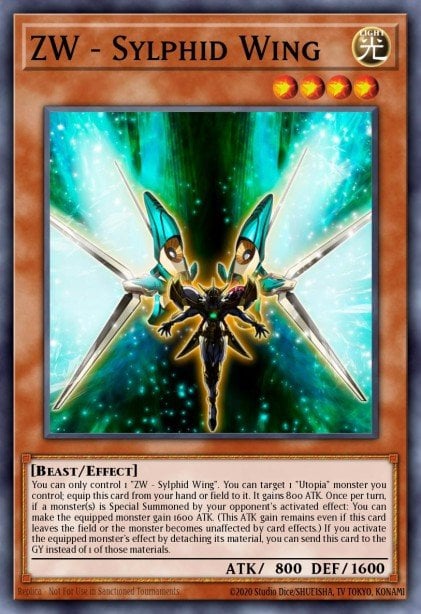 ZW - Sylphid Wing
LIGHT
光
[Beast/Effect]
You can only control 1 "ZW - Sylphid Wing". You can target 1 "Utopia" monster you
control; equip this card from your hand or field to it. It gains 800 ATK. Once per turn,
if a monster(s) is Special Summoned by your opponent's activated effect: You can
make the equipped monster gain 1600 ATK. (This ATK gain remains even if this card
leaves the field or the monster becomes unaffected by card effects.) If you activate
the equipped monster's effect by detaching its material, you can send this card to the
GY instead of 1 of those materials.
ATK/ 800 DEF/1600
Replica - Not For Use in Sanctioned Tournaments
©2020 Studio Dice/SHUEISHA, TV TOKYO, KONAMI